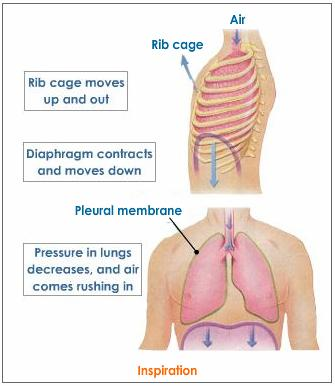 Air
Rib cage
Rib cage moves
up and out
Diaphragm contracts
and moves down
Pleural membrane
Pressure in lungs
decreases, and air
comes rushing in
Inspiration